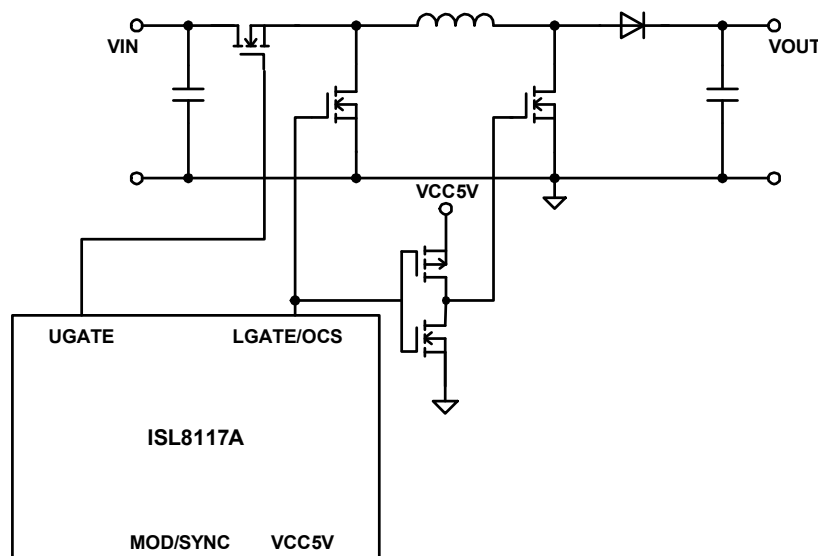 VIN
VOUT
VCC5V
UGATE
LGATE/OCS
ISL8117A
MOD/SYNC
VCC5V